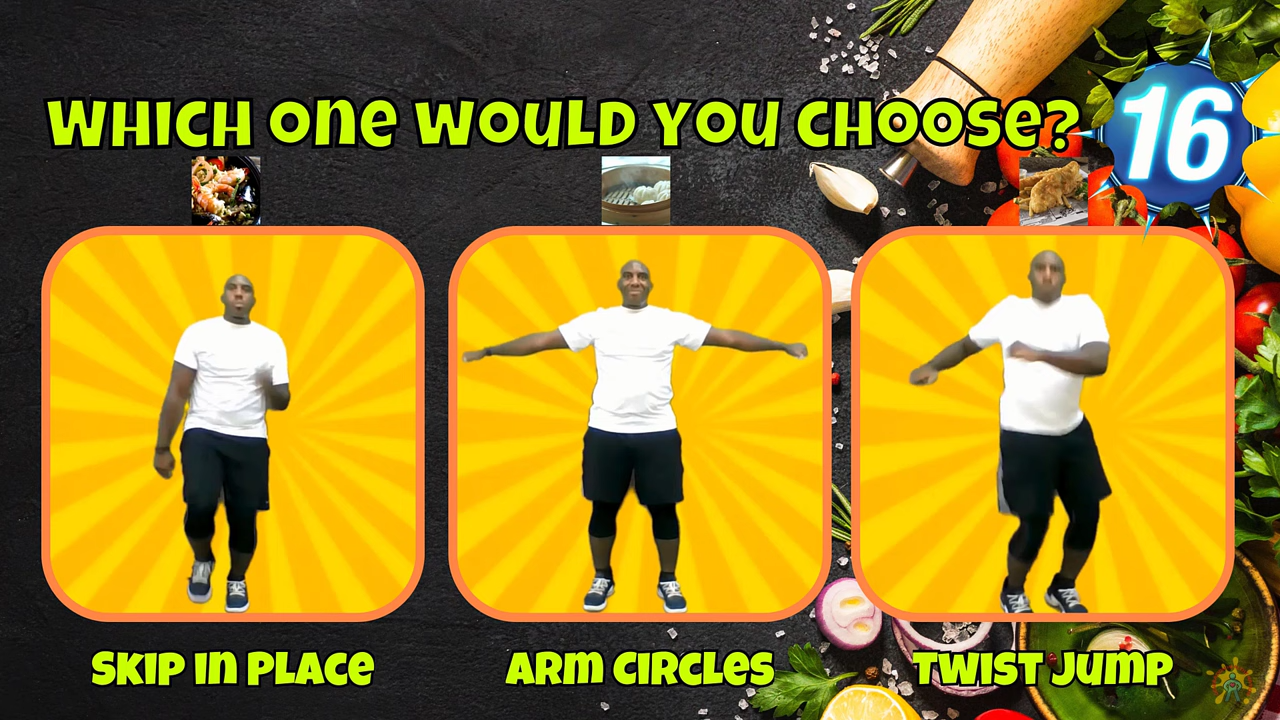 WHICH ONE WOULD YOU CHOOSE?
16
SKIP IN PLACE
ARM CIRCLES
TWIST JUMP